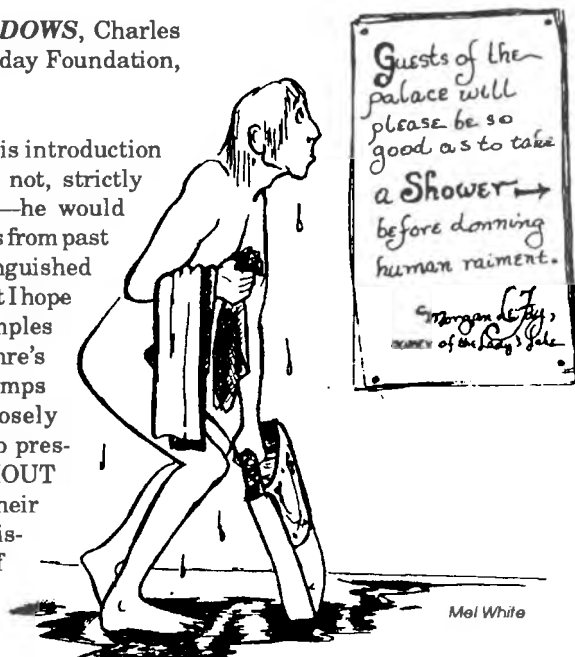 DOWS, Charles
day Foundation,
is introduction
not, strictly
—he would
s from past
nguished
t I hope
mples
nre's
mps
osely
o pres-
HOUT
heir
is-
f
Guests of the
palace will
please be so
good as to take
a Shower →
before donning
human raiment.
Morgan Le Fay,
of the Lady's Isle
Mel White